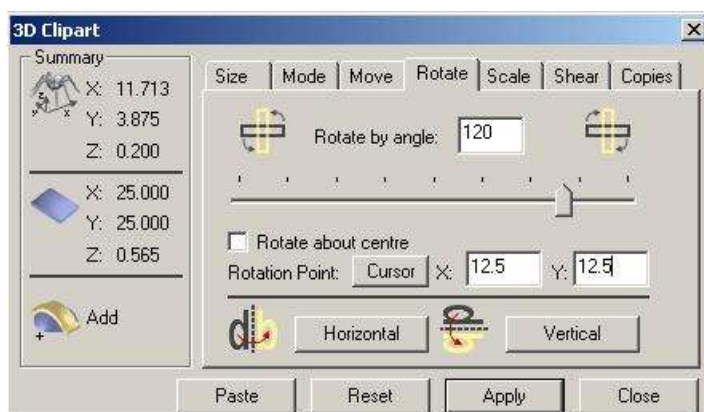 3D Clipart
Summary
X: 11.713
Y: 3.875
Z: 0.200
X: 25.000
Y: 25.000
Z: 0.565
Add
Size Mode Move Rotate Scale Shear Copies
Rotate by angle: 120
Rotate about centre
Rotation Point: Cursor X: 12.5 Y: 12.5
Horizontal Vertical
Paste Reset Apply Close